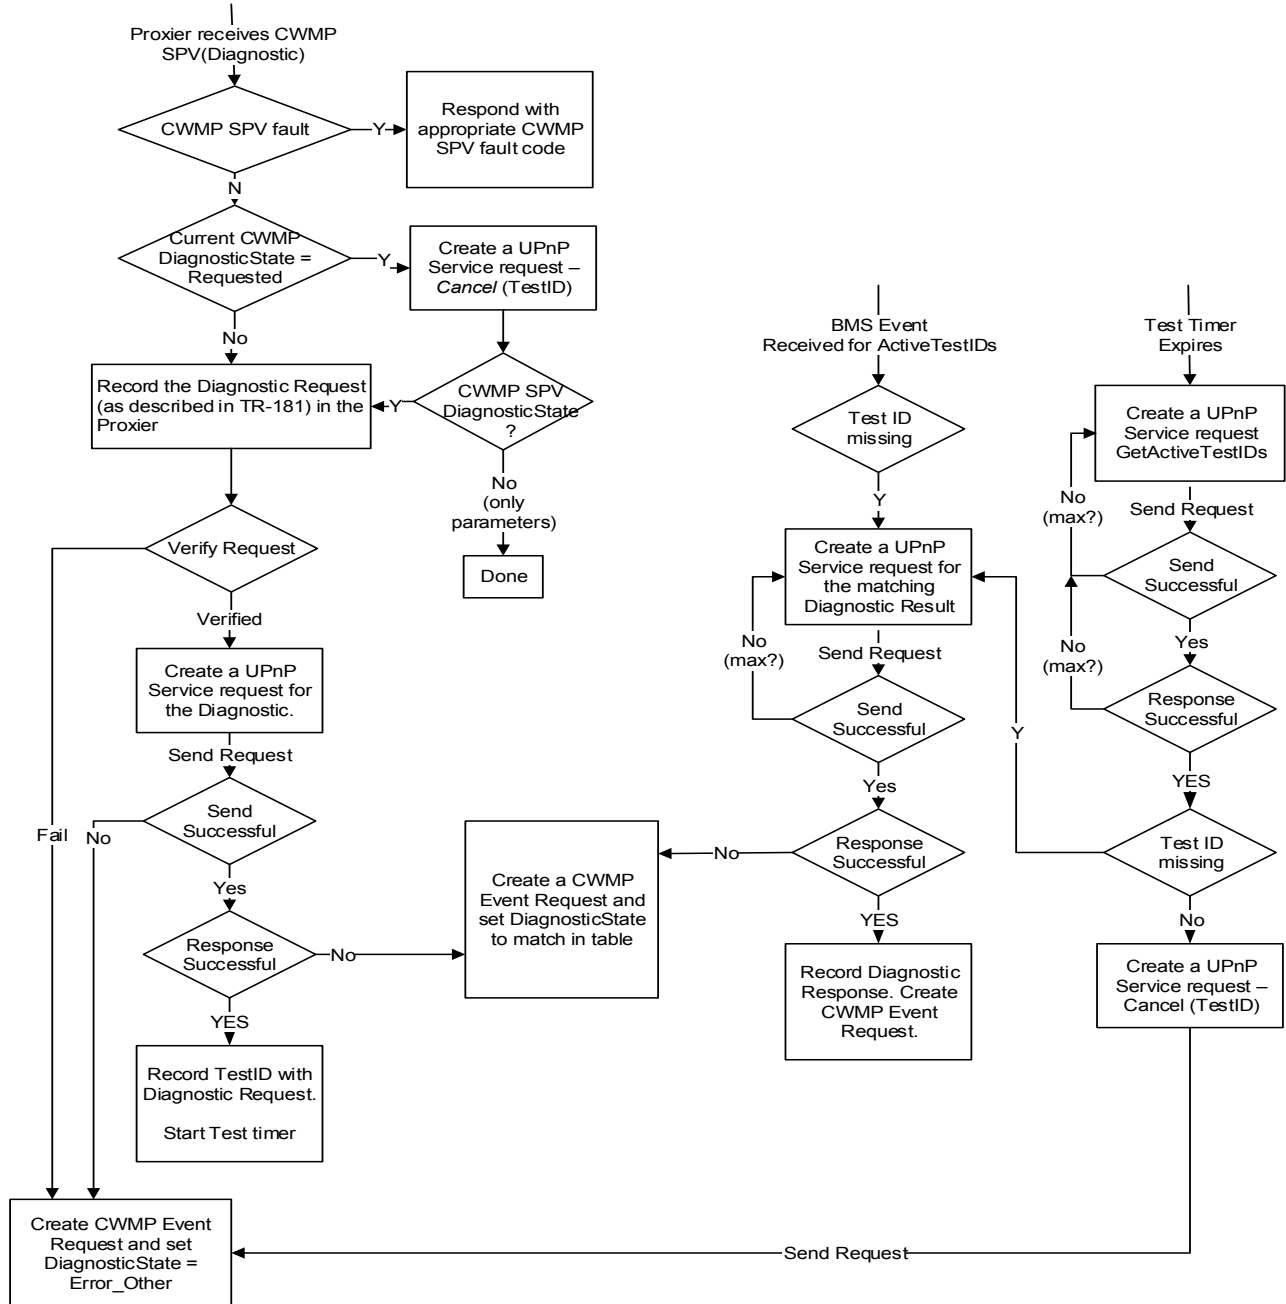 Proxier receives CWMP
SPV(Diagnostic)
CWMP SPV fault
Y
Respond with
appropriate CWMP
SPV fault code
N
Current CWMP
DiagnosticState =
Requested
Y
Create a UPnP
Service request –
Cancel (TestID)
No
Record the Diagnostic Request
(as described in TR-181) in the
Proxier
Y
CWMP SPV
DiagnosticState
?
No
(only
parameters)
Done
Verify Request
Verified
Create a UPnP
Service request for
the Diagnostic.
Send Request
Send
Successful
Fail
No
Yes
Response
Successful
No
YES
Record TestID with
Diagnostic Request.
Start Test timer
Create CWMP Event
Request and set
DiagnosticState =
Error_Other
Create a CWMP
Event Request and
set DiagnosticState
to match in table
BMS Event
Received for ActiveTestIDs
Test ID
missing
Y
Create a UPnP
Service request for
the matching
Diagnostic Result
No
(max?)
Send Request
Send
Successful
Yes
Response
Successful
No
YES
Record Diagnostic
Response. Create
CWMP Event
Request.
Test Timer
Expires
Create a UPnP
Service request
GetActiveTestIDs
No
(max?)
Send Request
Send
Successful
No
(max?)
Yes
Response
Successful
Y
YES
Test ID
missing
No
Create a UPnP
Service request –
Cancel (TestID)
Send Request